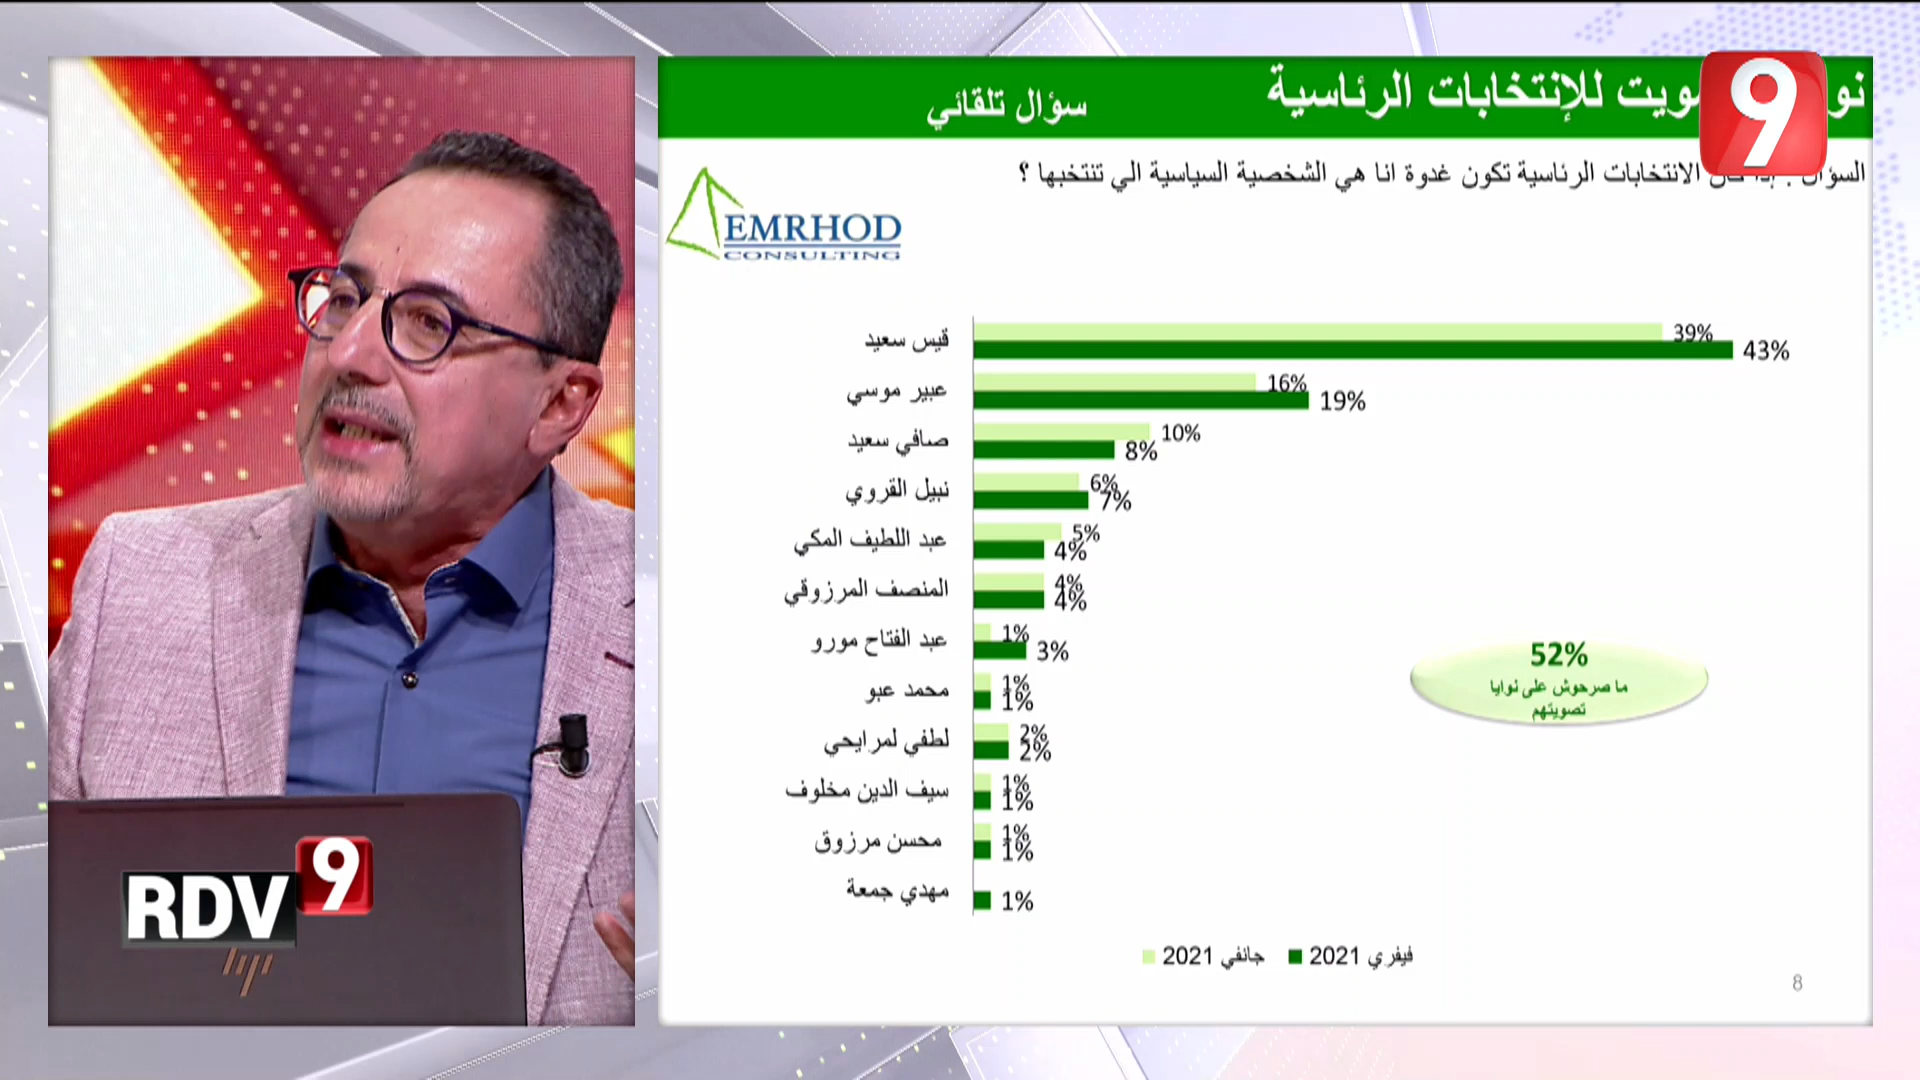 سؤال تلقائي
للإنتخابات الرئاسية
9
السؤال :
الانتخابات الرئاسية تكون غدوة انا هي الشخصية السياسية الي تنتخبها ؟
EMRHOD
CONSULTING
قيس سعيد 39% 43%
عبير موسي 16% 19%
صافي سعيد 10% 8%
نبيل القروي 6% 7%
عبد اللطيف المكي 5% 4%
المنصف المرزوقي 4% 4%
عبد الفتاح مورو 1% 3%
محمد عبو 1% 1%
لطفي لمرايحي 2% 2%
سيف الدين مخلوف 1% 1%
محسن مرزوق 1% 1%
مهدي جمعة 1%
52%
ما صرحوش على نوايا
تصويتهم
جانفي 2021 فيفري 2021
8
RDV 9